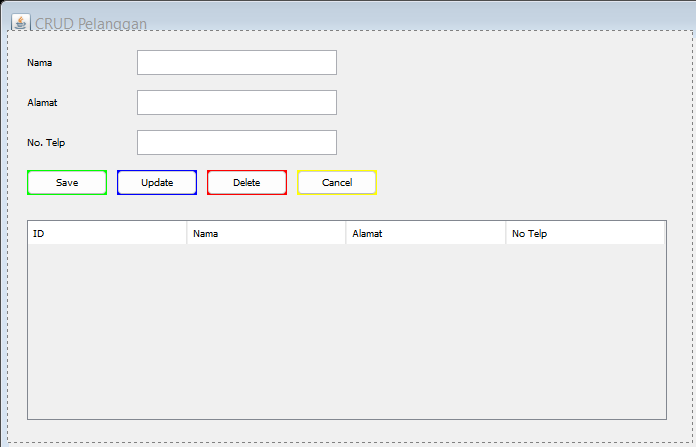 CRUD Pelanggan
Nama
Alamat
No. Telp
Save Update Delete Cancel
ID Nama Alamat No Telp